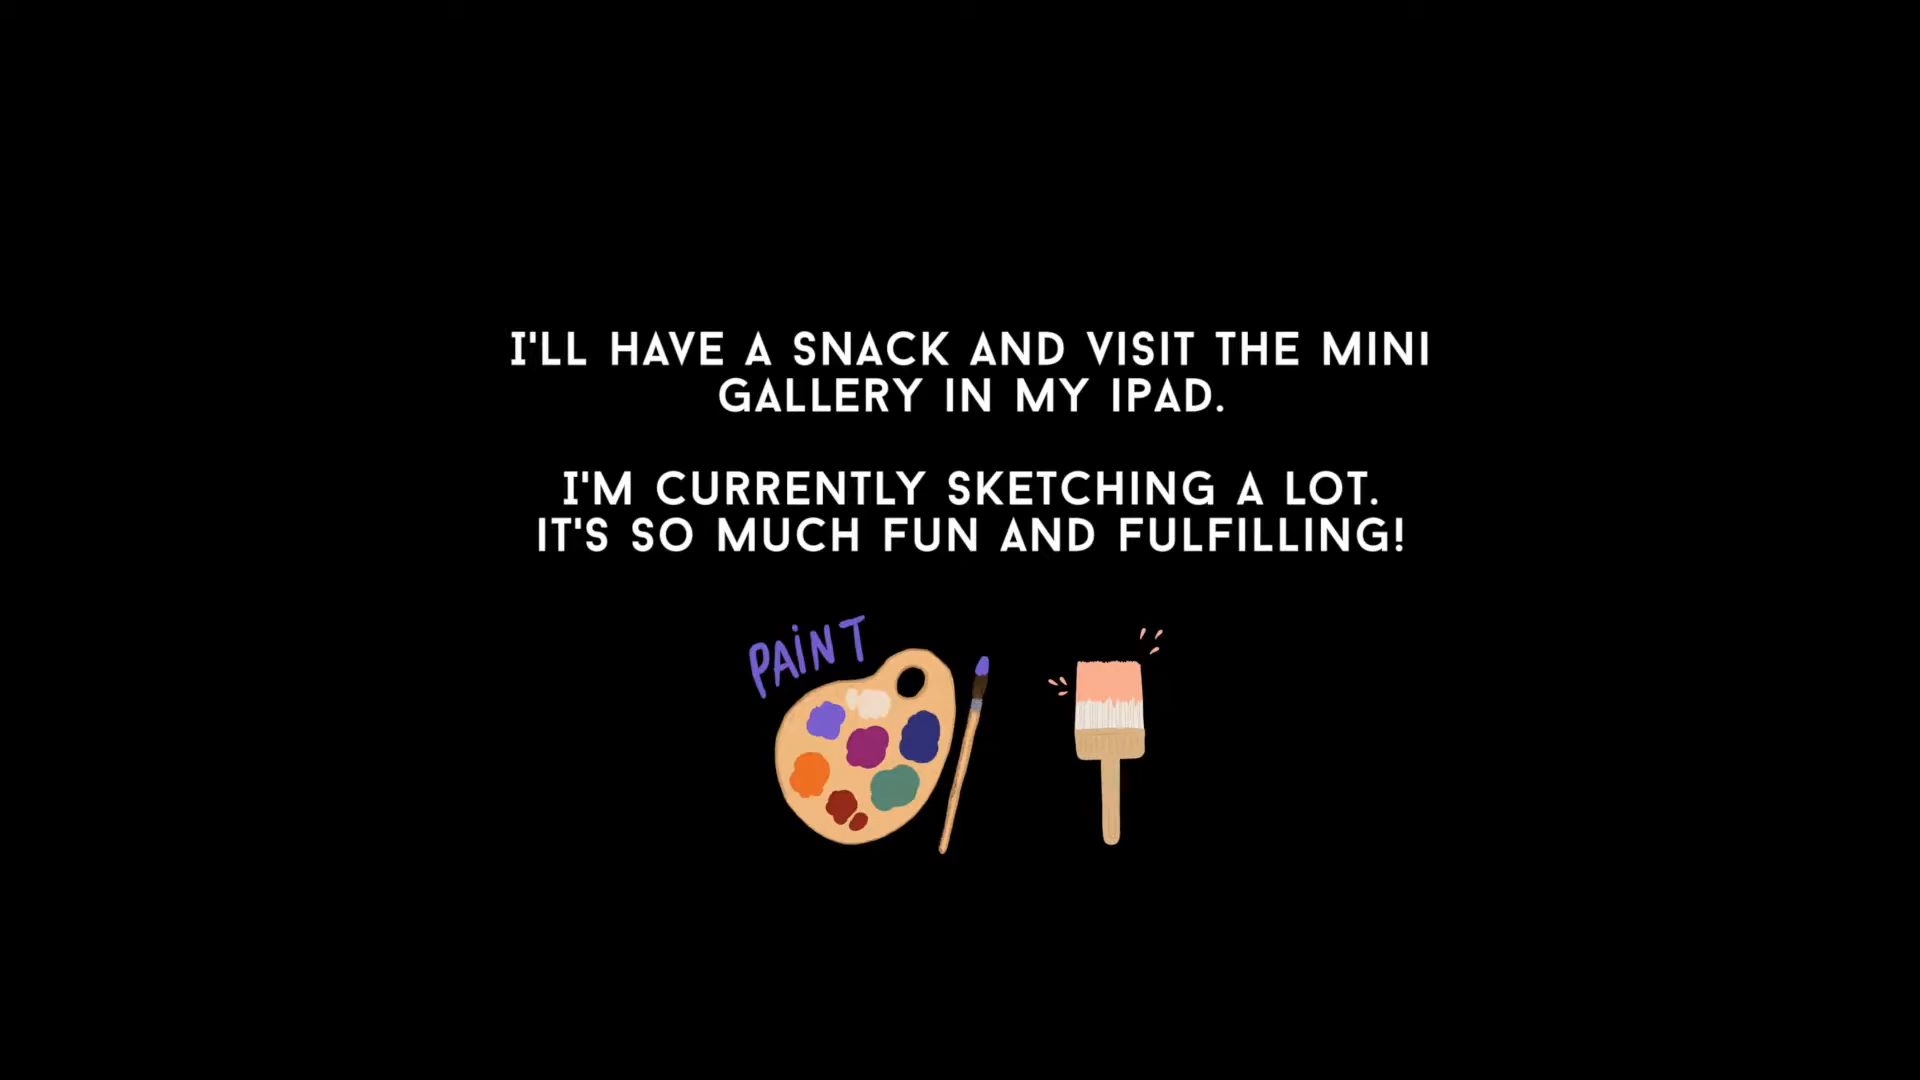 I'LL HAVE A SNACK AND VISIT THE MINI
GALLERY IN MY IPAD.
I'M CURRENTLY SKETCHING A LOT.
IT'S SO MUCH FUN AND FULFILLING!
PAINT